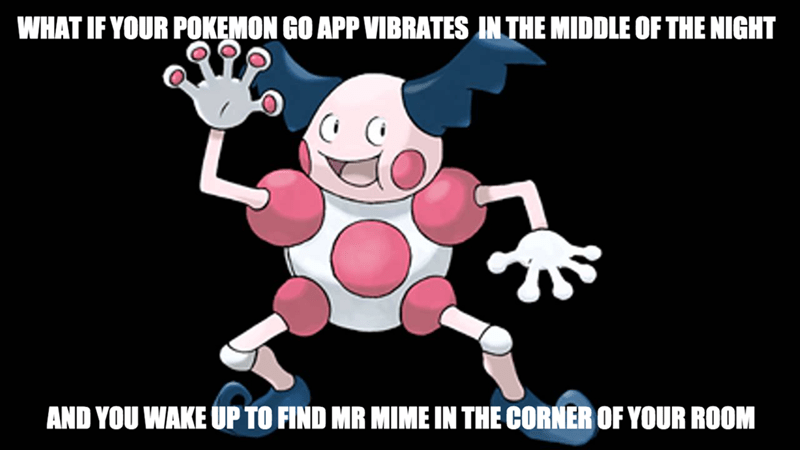 WHAT IF YOUR POKEMON GO APP VIBRATES IN THE MIDDLE OF THE NIGHT
AND YOU WAKE UP TO FIND MR MIME IN THE CORNER OF YOUR ROOM